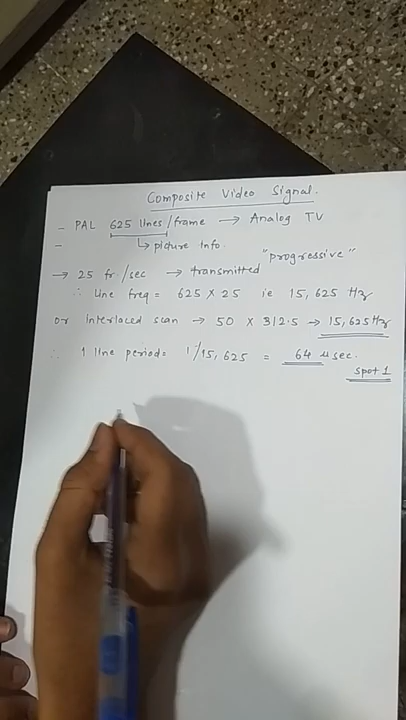 Composite Video Signal.
- PAL 625 lines/frame → Analog TV
- ↳ picture Info.
"progressive"
→ 25 fr/sec → transmitted
∴ Line freq = 625 X 25 ie 15,625 Hz
or interlaced scan → 50 X 312.5 → 15,625Hz
∴ 1 line period = 1/15,625 = 64 μsec.
Spot 1